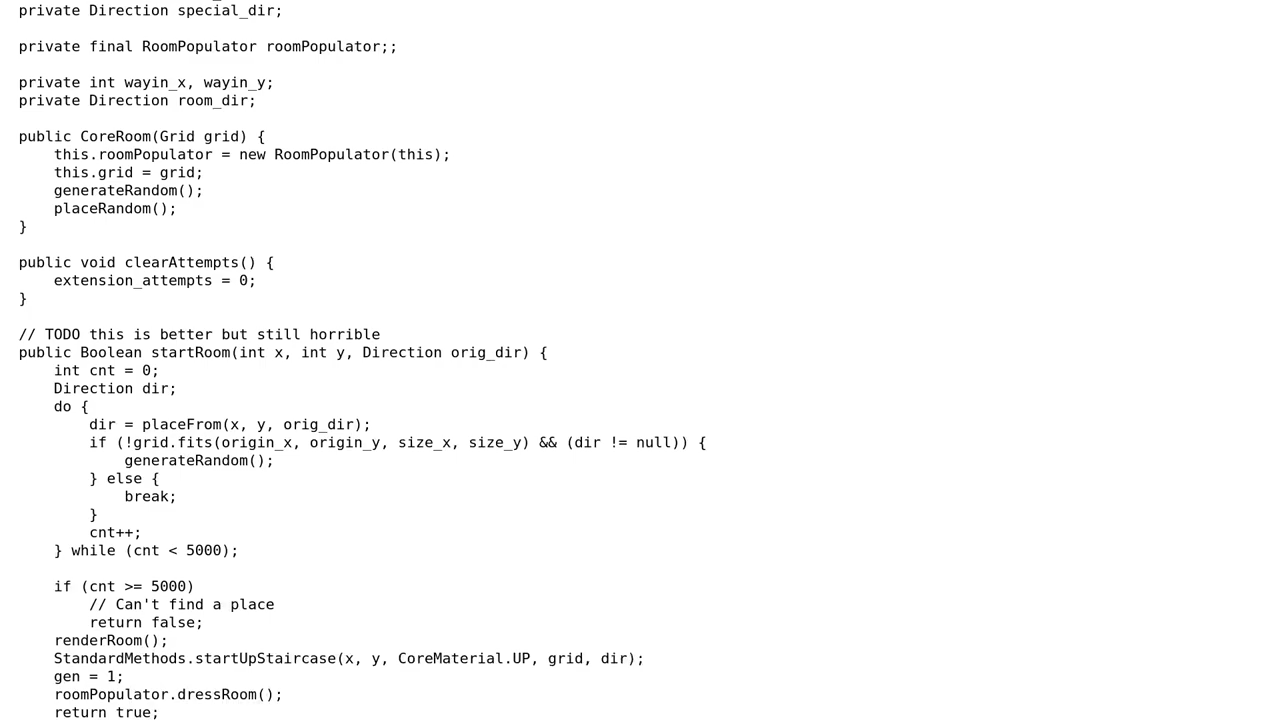 private Direction special_dir;
private final RoomPopulator roomPopulator;;
private int wayin_x, wayin_y;
private Direction room_dir;
public CoreRoom(Grid grid) {
this.roomPopulator = new RoomPopulator(this);
this.grid = grid;
generateRandom();
placeRandom();
}
public void clearAttempts() {
extension_attempts = 0;
}
// TODO this is better but still horrible
public Boolean startRoom(int x, int y, Direction orig_dir) {
int cnt = 0;
Direction dir;
do {
dir = placeFrom(x, y, orig_dir);
if (!grid.fits(origin_x, origin_y, size_x, size_y) && (dir != null)) {
generateRandom();
} else {
break;
}
cnt++;
} while (cnt < 5000);
if (cnt >= 5000)
// Can't find a place
return false;
renderRoom();
StandardMethods.startUpStaircase(x, y, CoreMaterial.UP, grid, dir);
gen = 1;
roomPopulator.dressRoom();
return true;